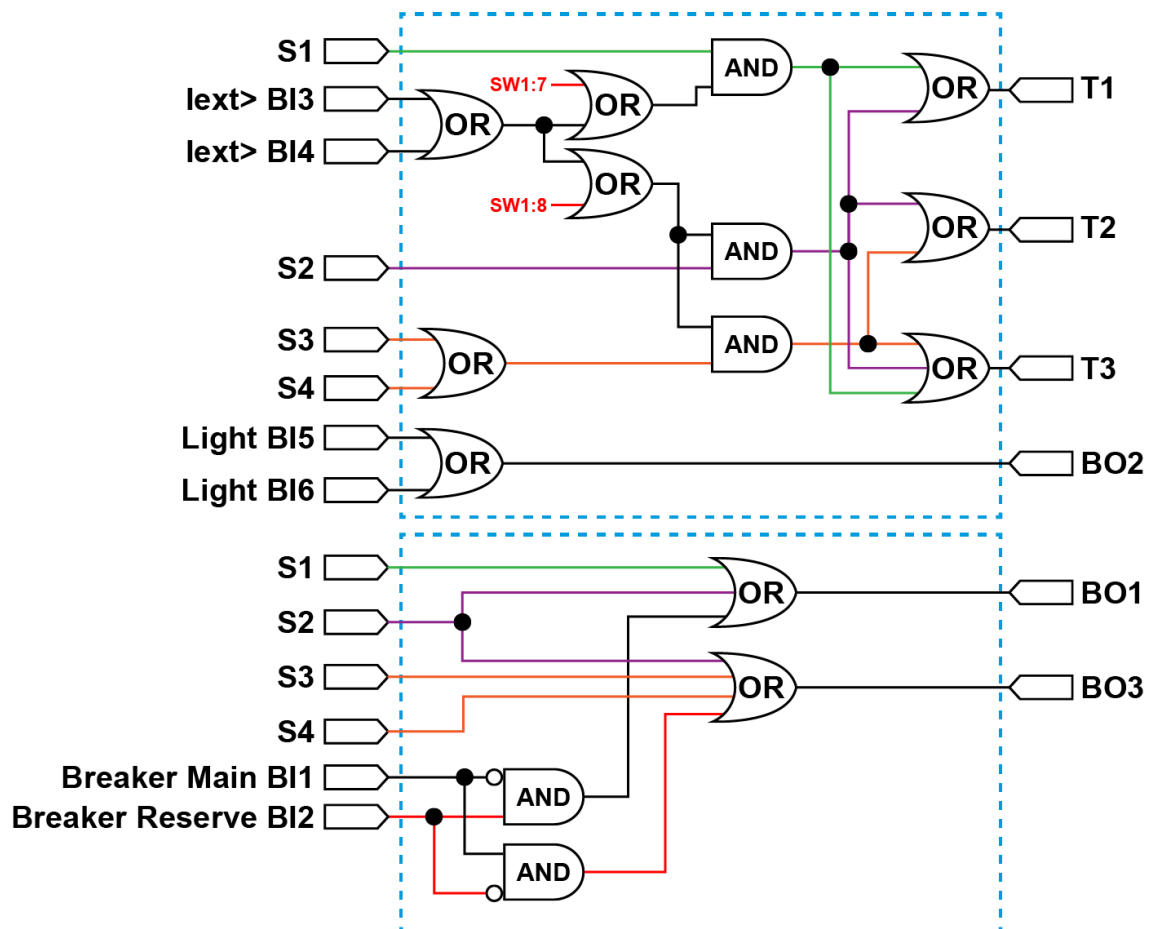 S1
AND
T1
Iext> BI3
SW1:7
OR
OR
OR
Iext> BI4
OR
SW1:8
T2
OR
S2
AND
S3
AND
T3
OR
OR
S4
Light BI5
OR
BO2
Light BI6
S1
BO1
OR
S2
S3
OR
BO3
S4
Breaker Main BI1
AND
Breaker Reserve BI2
AND